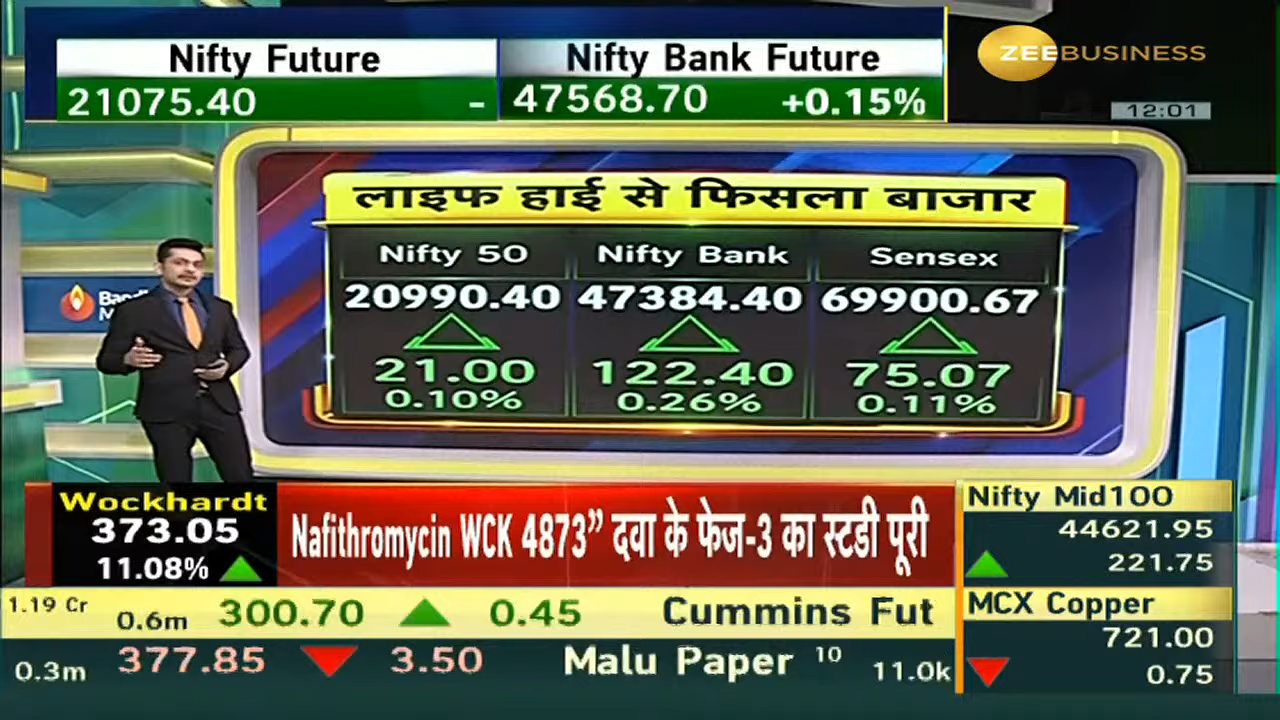 Nifty Future
21075.40 -
Nifty Bank Future
47568.70 +0.15%
ZEEBUSINESS
12:01
लाइफ हाई से फिसला बाजार
Nifty 50
20990.40
21.00
0.10%
Nifty Bank
47384.40
122.40
0.26%
Sensex
69900.67
75.07
0.11%
Wockhardt
373.05
11.08%
Nafithromycin WCK 4873” दवा के फेज-3 का स्टडी पूरी
Nifty Mid100
44621.95
221.75
MCX Copper
721.00
0.75
1.19 Cr 0.6m 300.70 0.45 Cummins Fut
0.3m 377.85 3.50 Malu Paper 10 11.0k